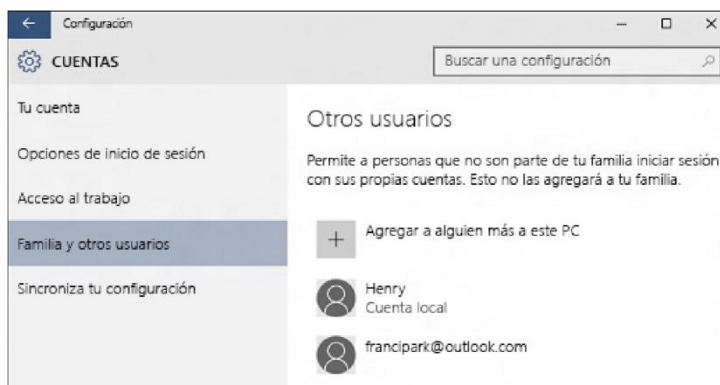 Configuración
CUENTAS
Buscar una configuración
Tu cuenta
Opciones de inicio de sesión
Acceso al trabajo
Familia y otros usuarios
Sincroniza tu configuración
Otros usuarios
Permite a personas que no son parte de tu familia iniciar sesión
con sus propias cuentas. Esto no las agregará a tu familia.
Agregar a alguien más a este PC
Henry
Cuenta local
francipark@outlook.com